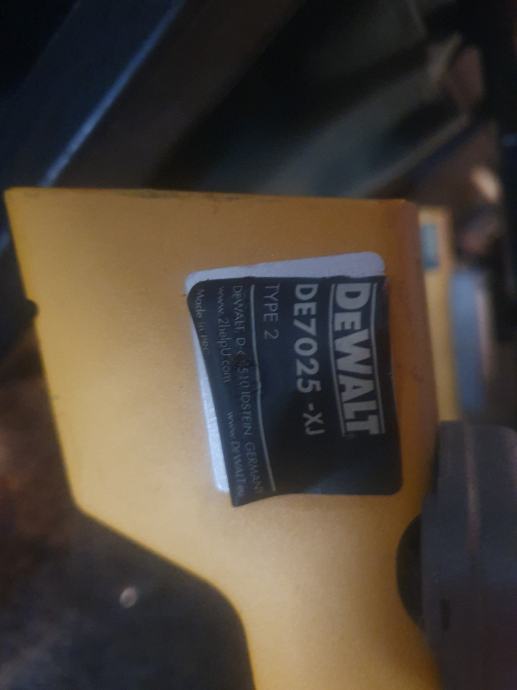 DEWALT
DE7025 -XJ
TYPE 2
DEWALT, D-65510 IDSTEIN, GERMANY
www.2helpU.com www.DEWALT.eu
Made in PRC